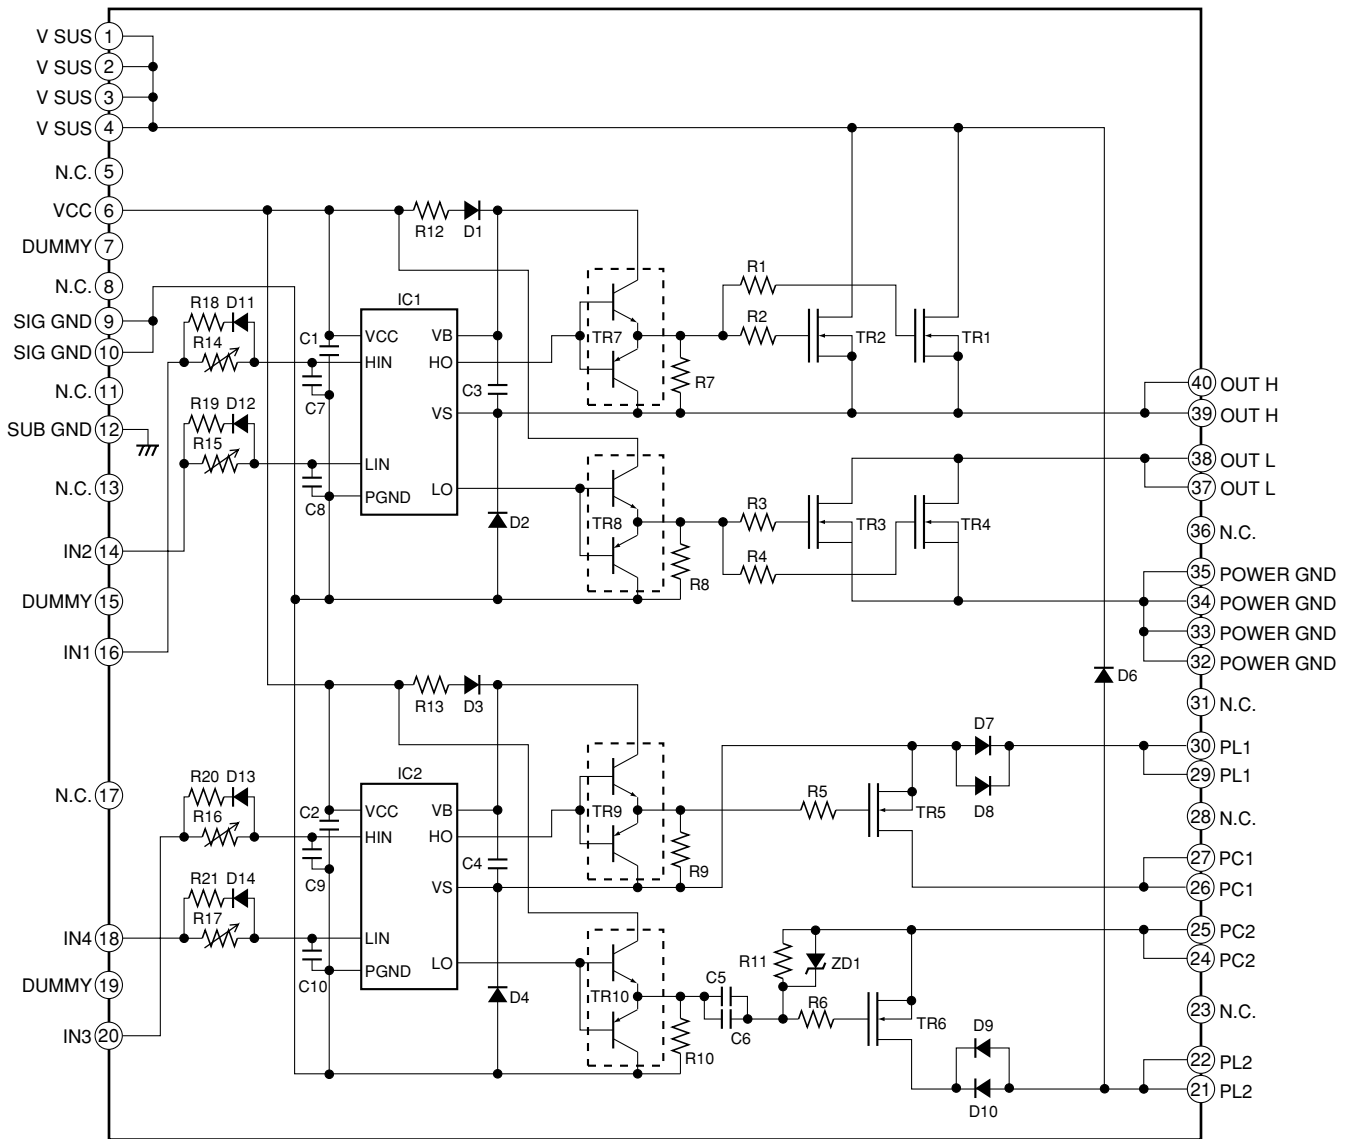 V SUS 1
V SUS 2
V SUS 3
V SUS 4
N.C. 5
VCC 6
DUMMY 7
N.C. 8
SIG GND 9
SIG GND 10
N.C. 11
SUB GND 12
N.C. 13
IN2 14
DUMMY 15
IN1 16
N.C. 17
IN4 18
DUMMY 19
IN3 20
R12 D1
R18 D11
R14
R19 D12
R15
C1
C7
C8
IC1
VCC VB
HIN HO
VS
LIN
LO
PGND
C3
D2
TR7
R7
TR8
R8
R1
R2
TR2
TR1
R3
TR3
TR4
R4
D6
R13 D3
R20 D13
R16
R21 D14
R17
C2
C9
C10
IC2
VCC VB
HIN HO
VS
LIN
LO
PGND
C4
D4
TR9
R9
TR10
R10
R5
TR5
D7
D8
C5
C6
R11
ZD1
R6
TR6
D9
D10
40 OUT H
39 OUT H
38 OUT L
37 OUT L
36 N.C.
35 POWER GND
34 POWER GND
33 POWER GND
32 POWER GND
31 N.C.
30 PL1
29 PL1
28 N.C.
27 PC1
26 PC1
25 PC2
24 PC2
23 N.C.
22 PL2
21 PL2